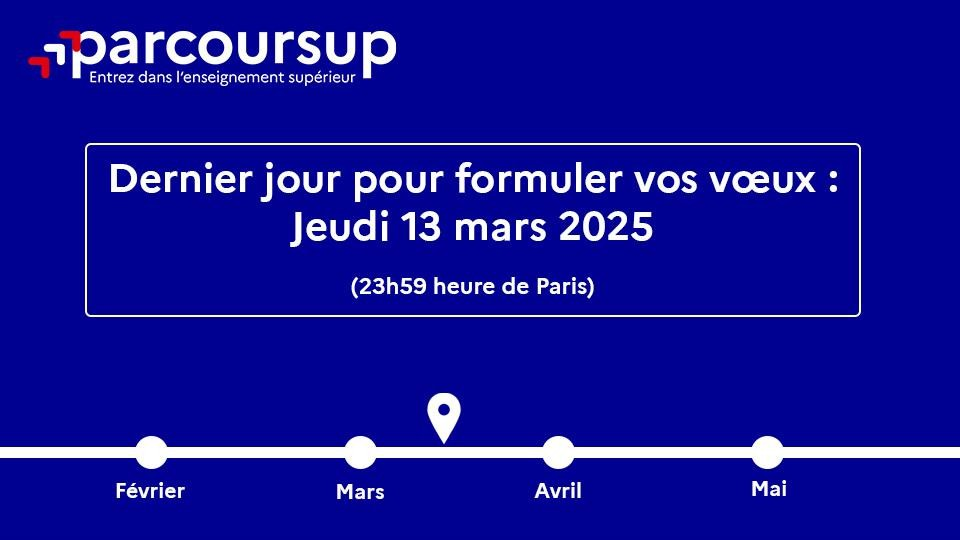 parcoursup
Entrez dans l'enseignement supérieur
Dernier jour pour formuler vos vœux :
Jeudi 13 mars 2025
(23h59 heure de Paris)
Février
Mars
Avril
Mai